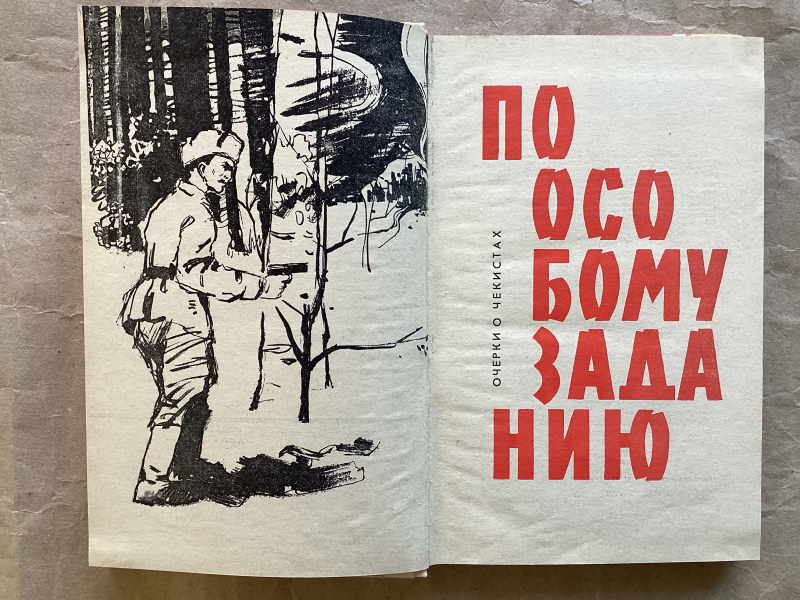 ПО
ОСО
БОМУ
ЗАДА
НИЮ
ОЧЕРКИ О ЧЕКИСТАХ